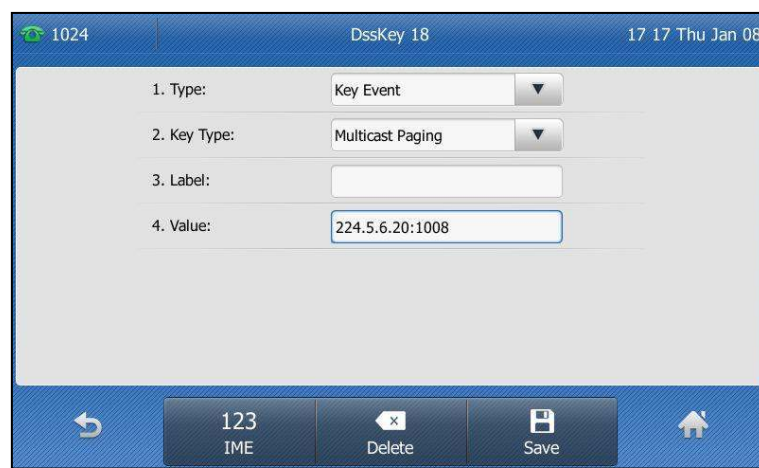 1024 DssKey 18 17 17 Thu Jan 08
1. Type: Key Event
2. Key Type: Multicast Paging
3. Label:
4. Value: 224.5.6.20:1008
123
IME Delete Save